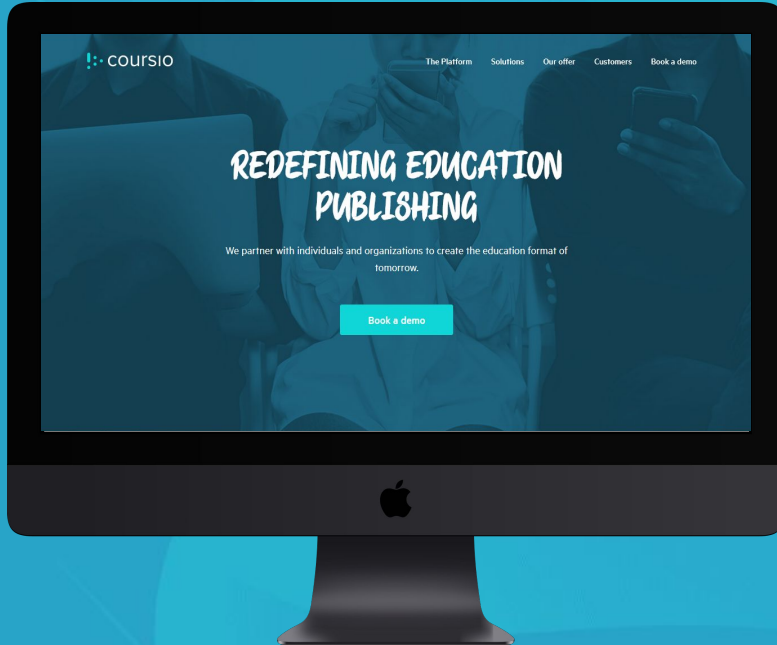 coursio
The Platform Solutions Our offer Customers Book a demo
REDEFINING EDUCATION
PUBLISHING
We partner with individuals and organizations to create the education format of
tomorrow.
Book a demo